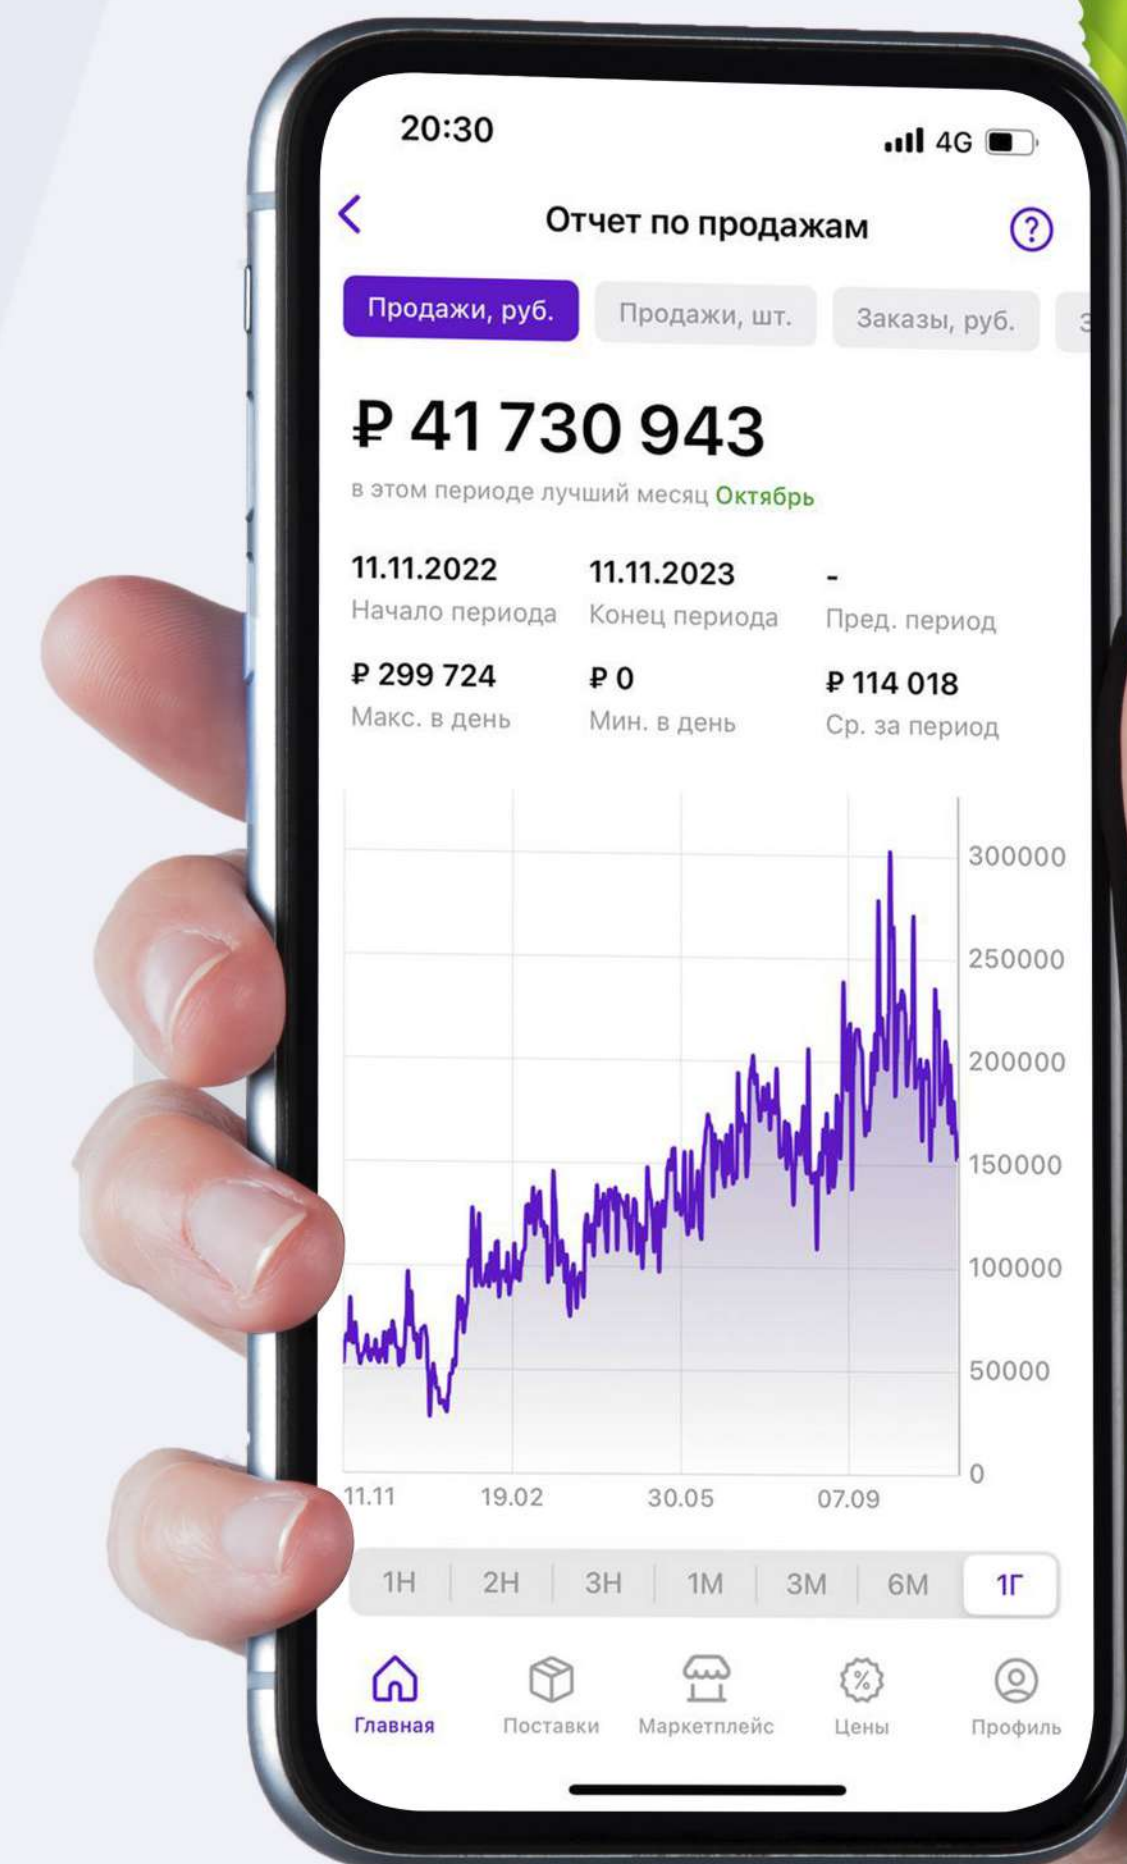 20:30 4G
Отчет по продажам
Продажи, руб. Продажи, шт. Заказы, руб.
₽ 41 730 943
в этом периоде лучший месяц Октябрь
11.11.2022 11.11.2023 -
Начало периода Конец периода Пред. период
₽ 299 724 ₽ 0 ₽ 114 018
Макс. в день Мин. в день Ср. за период
300000
250000
200000
150000
100000
50000
0
11.11 19.02 30.05 07.09
1Н 2Н 3Н 1М 3М 6М 1Г
Главная Поставки Маркетплейс Цены Профиль